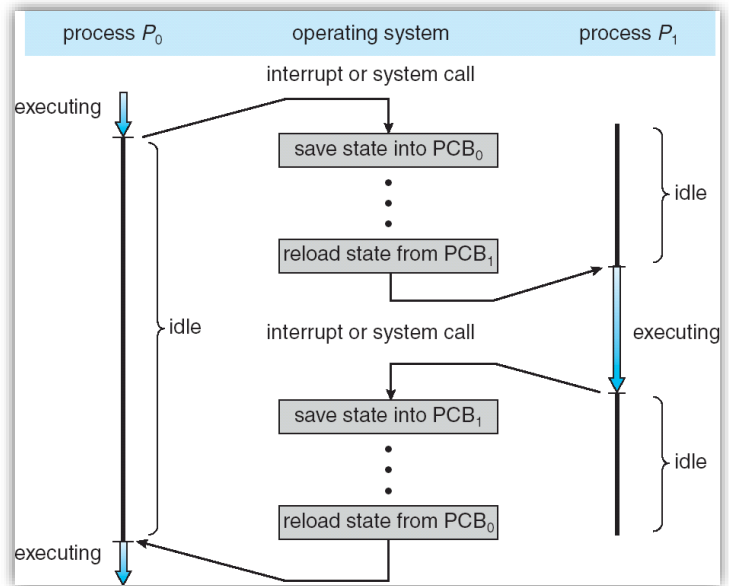 process P₀ operating system process P₁
interrupt or system call
executing
save state into PCB₀
idle
reload state from PCB₁
idle
interrupt or system call
executing
save state into PCB₁
idle
reload state from PCB₀
executing